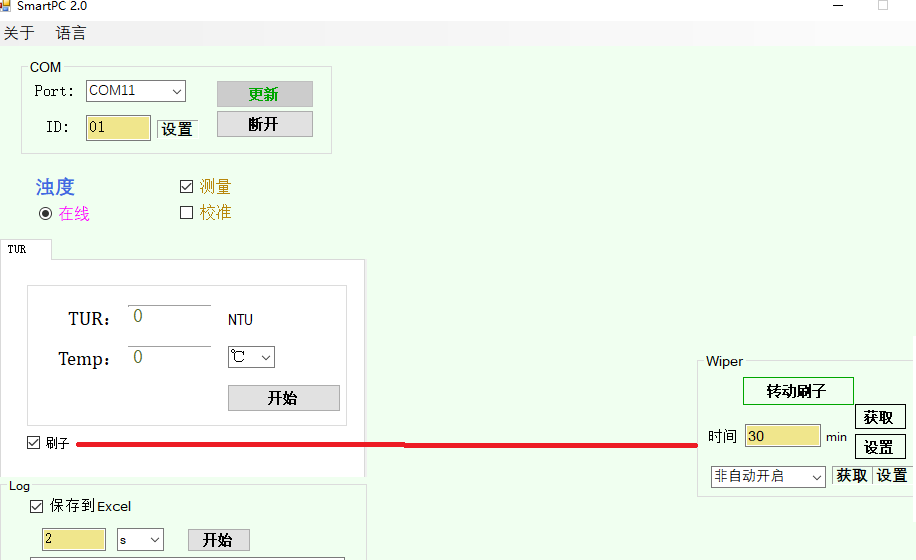 SmartPC 2.0
关于 语言
COM
Port: COM11 更新
断开
ID: 01 设置
浊度
测量
在线
校准
TUR
TUR: 0 NTU
Temp: 0 ℃
开始
刷子
Wiper
转动刷子
获取
时间 30 min
设置
非自动开启 获取 设置
Log
保存到Excel
2 s 开始